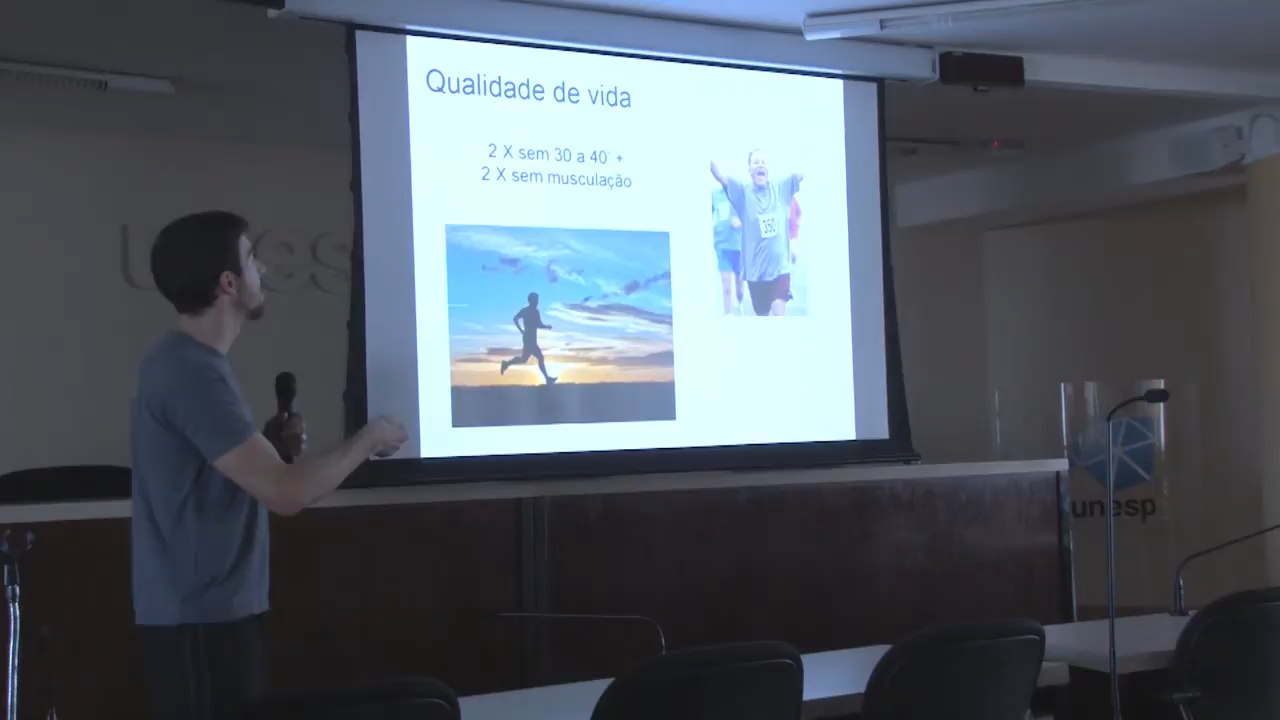 Qualidade de vida
2 X sem 30 a 40' +
2 X sem musculação
350
unesp